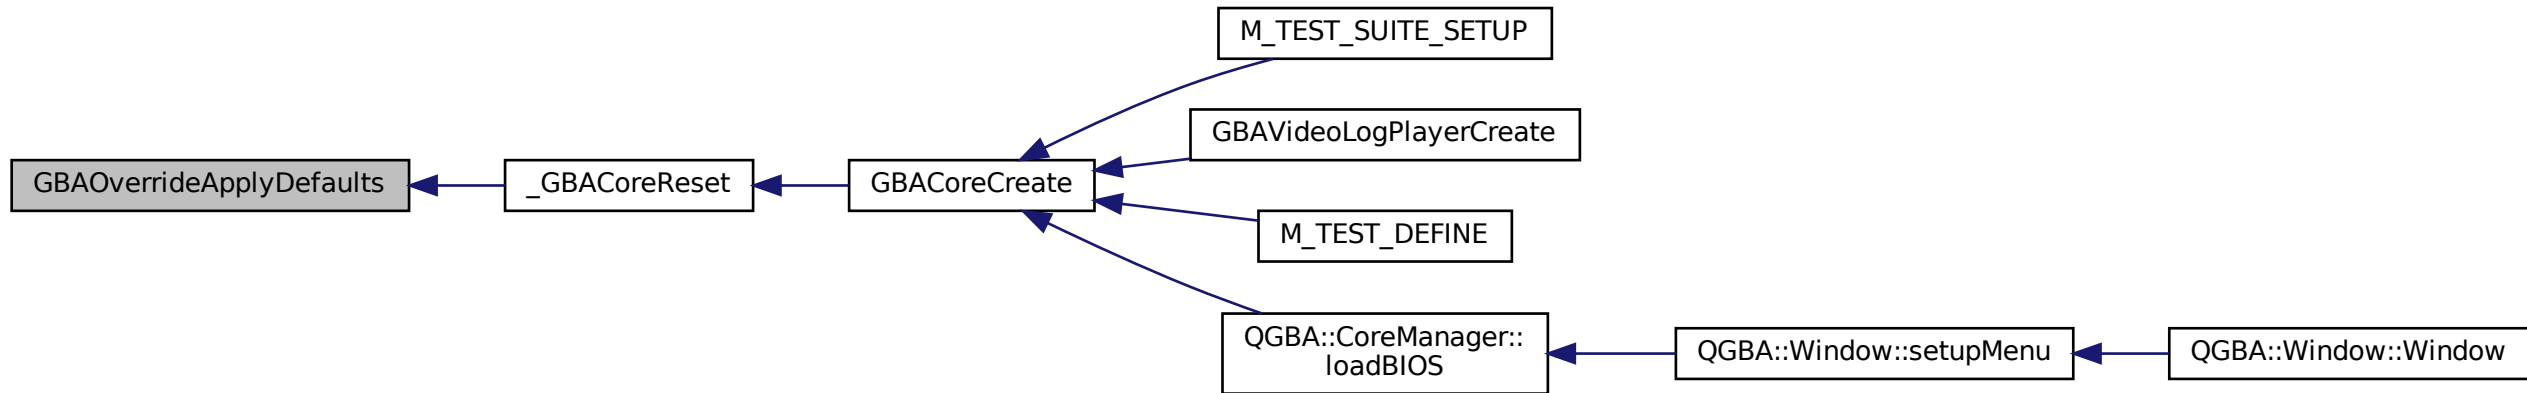 M_TEST_SUITE_SETUP
GBAVideoLogPlayerCreate
GBAOverrideApplyDefaults
_GBACoreReset
GBACoreCreate
M_TEST_DEFINE
QGBA::CoreManager::
loadBIOS
QGBA::Window::setupMenu
QGBA::Window::Window